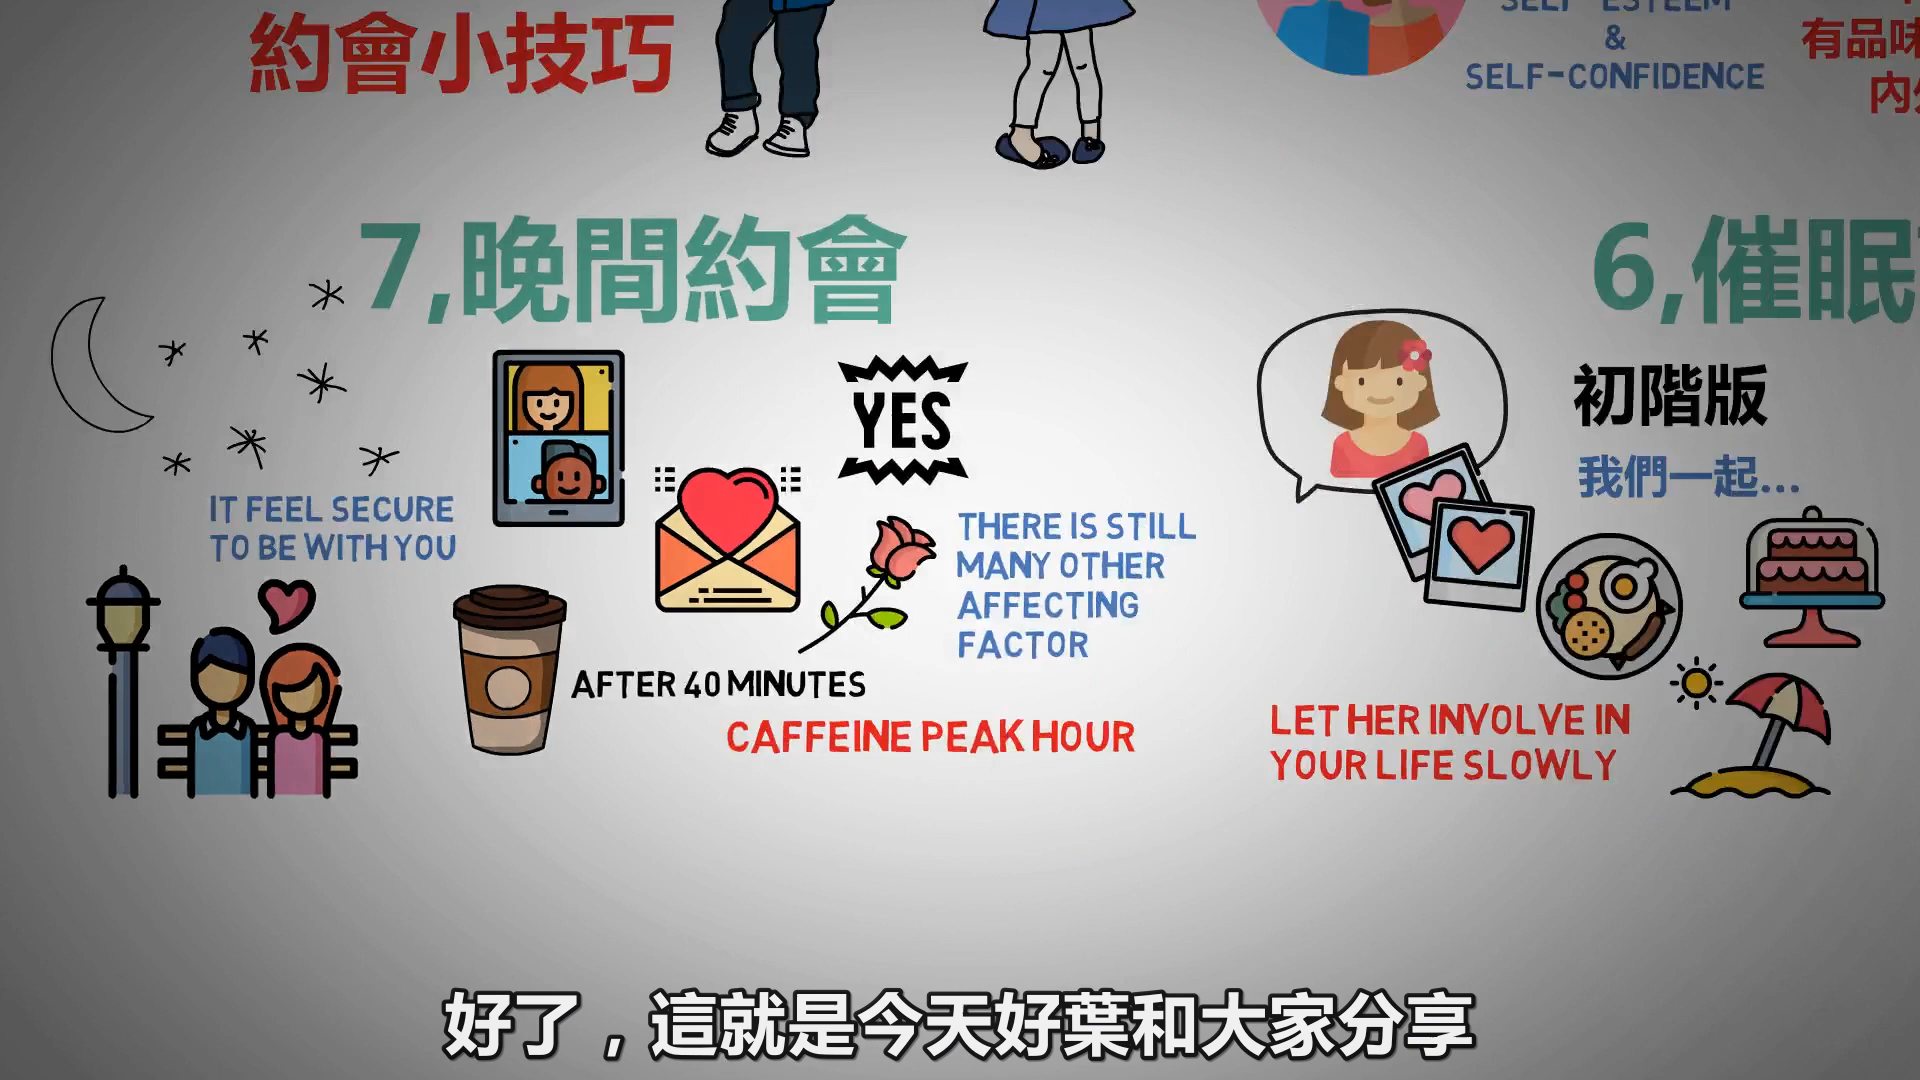 約會小技巧
&
SELF-CONFIDENCE
有品味
7,晚間約會
6,催眠
初階版
我們一起...
YES
IT FEEL SECURE
TO BE WITH YOU
THERE IS STILL
MANY OTHER
AFFECTING
FACTOR
AFTER 40 MINUTES
CAFFEINE PEAK HOUR
LET HER INVOLVE IN
YOUR LIFE SLOWLY
好了，這就是今天好葉和大家分享